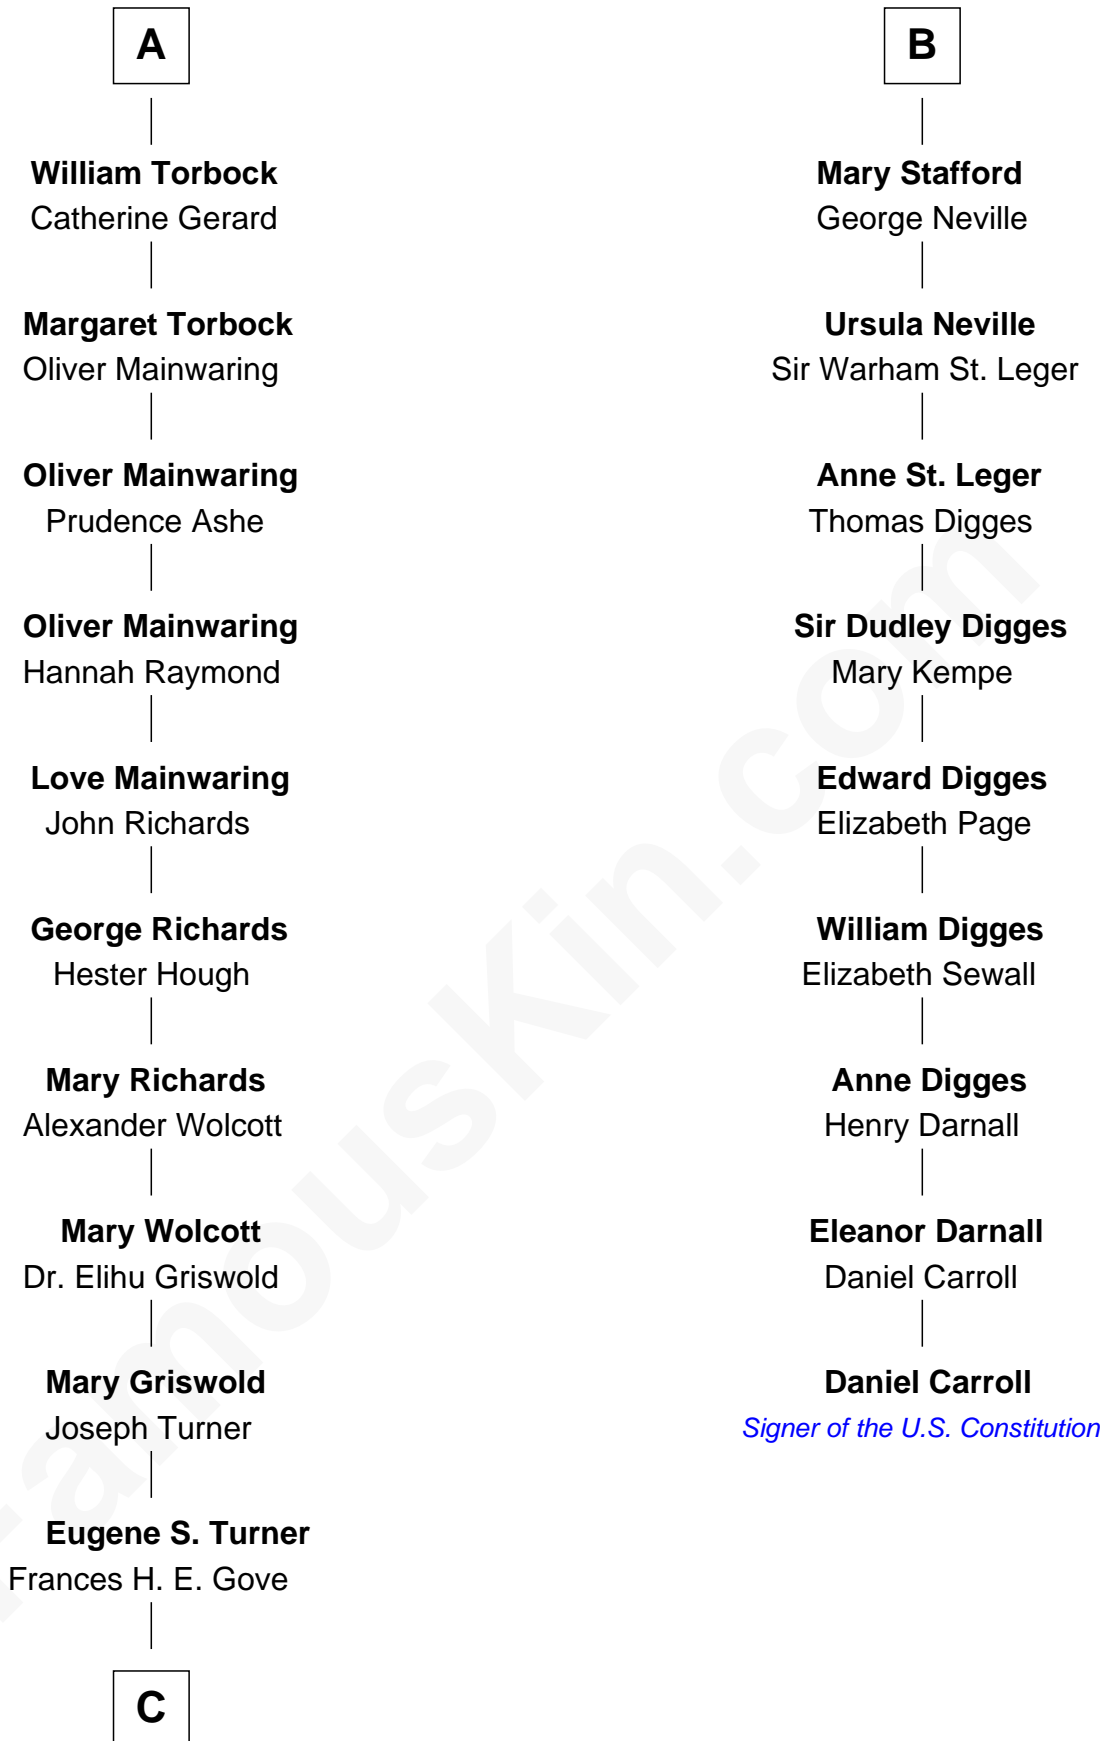 A
William Torbock
Catherine Gerard
Margaret Torbock
Oliver Mainwaring
Oliver Mainwaring
Prudence Ashe
Oliver Mainwaring
Hannah Raymond
Love Mainwaring
John Richards
George Richards
Hester Hough
Mary Richards
Alexander Wolcott
Mary Wolcott
Dr. Elihu Griswold
Mary Griswold
Joseph Turner
Eugene S. Turner
Frances H. E. Gove
C
B
Mary Stafford
George Neville
Ursula Neville
Sir Warham St. Leger
Anne St. Leger
Thomas Digges
Sir Dudley Digges
Mary Kempe
Edward Digges
Elizabeth Page
William Digges
Elizabeth Sewall
Anne Digges
Henry Darnall
Eleanor Darnall
Daniel Carroll
Daniel Carroll
Signer of the U.S. Constitution
FamousKin.com